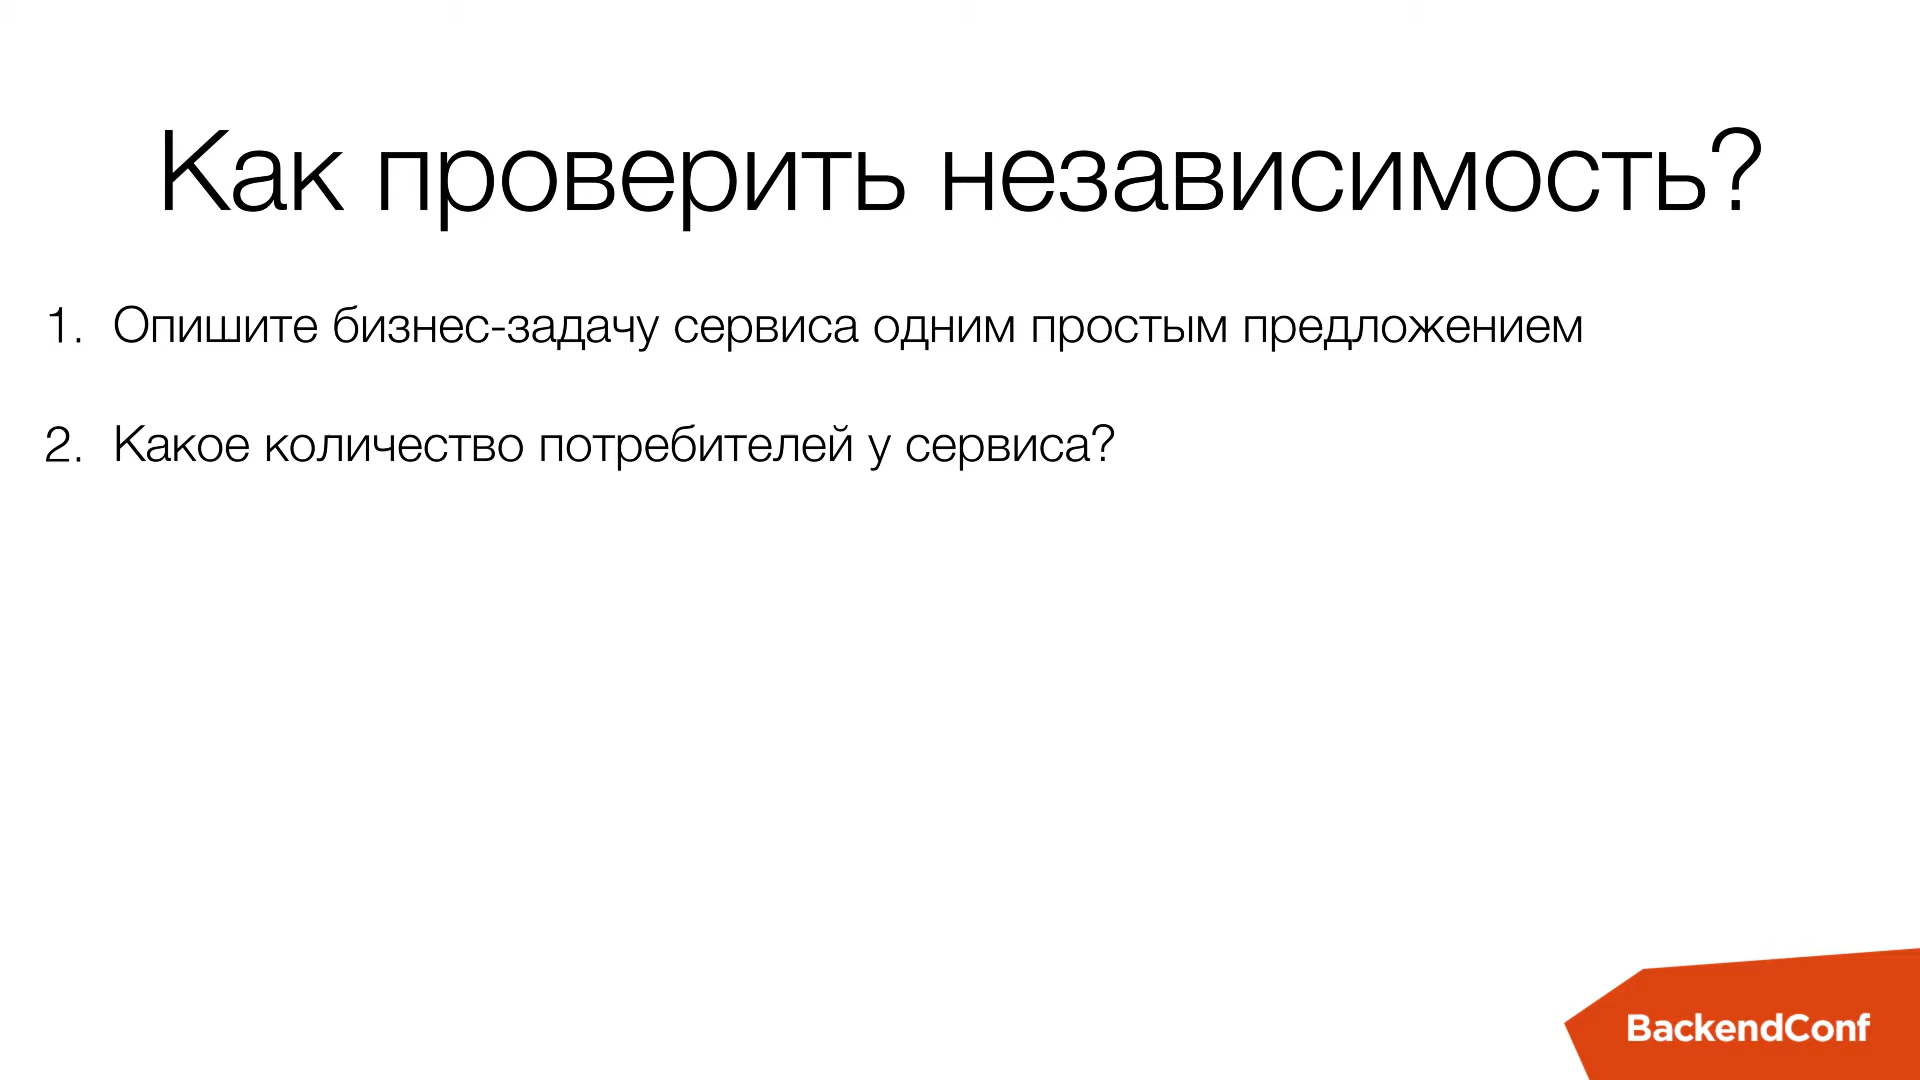 Как проверить независимость?
1. Опишите бизнес-задачу сервиса одним простым предложением
2. Какое количество потребителей у сервиса?
BackendConf